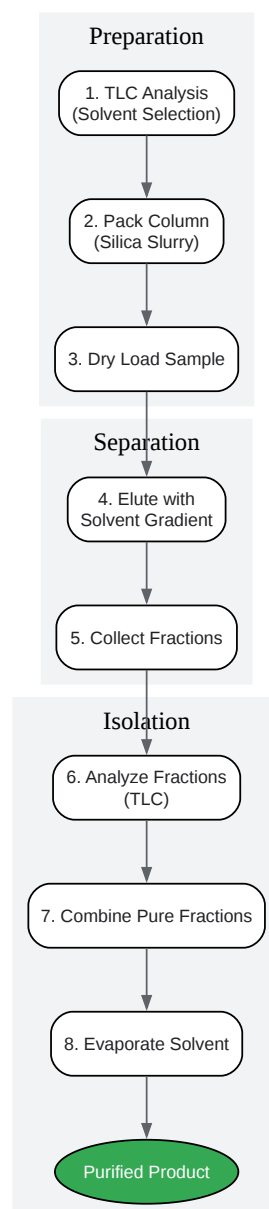 Preparation
1. TLC Analysis
(Solvent Selection)
2. Pack Column
(Silica Slurry)
3. Dry Load Sample
Separation
4. Elute with
Solvent Gradient
5. Collect Fractions
Isolation
6. Analyze Fractions
(TLC)
7. Combine Pure Fractions
8. Evaporate Solvent
Purified Product